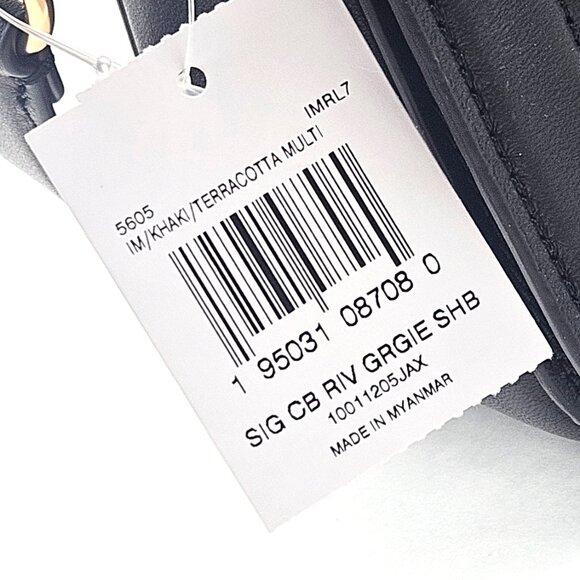 IMRL7
5605
IM/KHAKI/TERRACOTTA MULTI
1 95031 08708 0
SIG CB RIV GRGIE SHB
10011205JAX
MADE IN MYANMAR